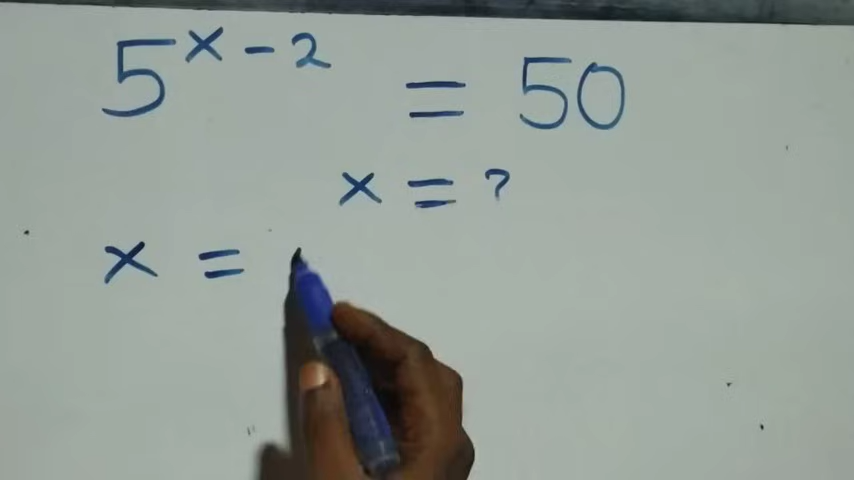 5^{x-2} = 50
x = ?
x =